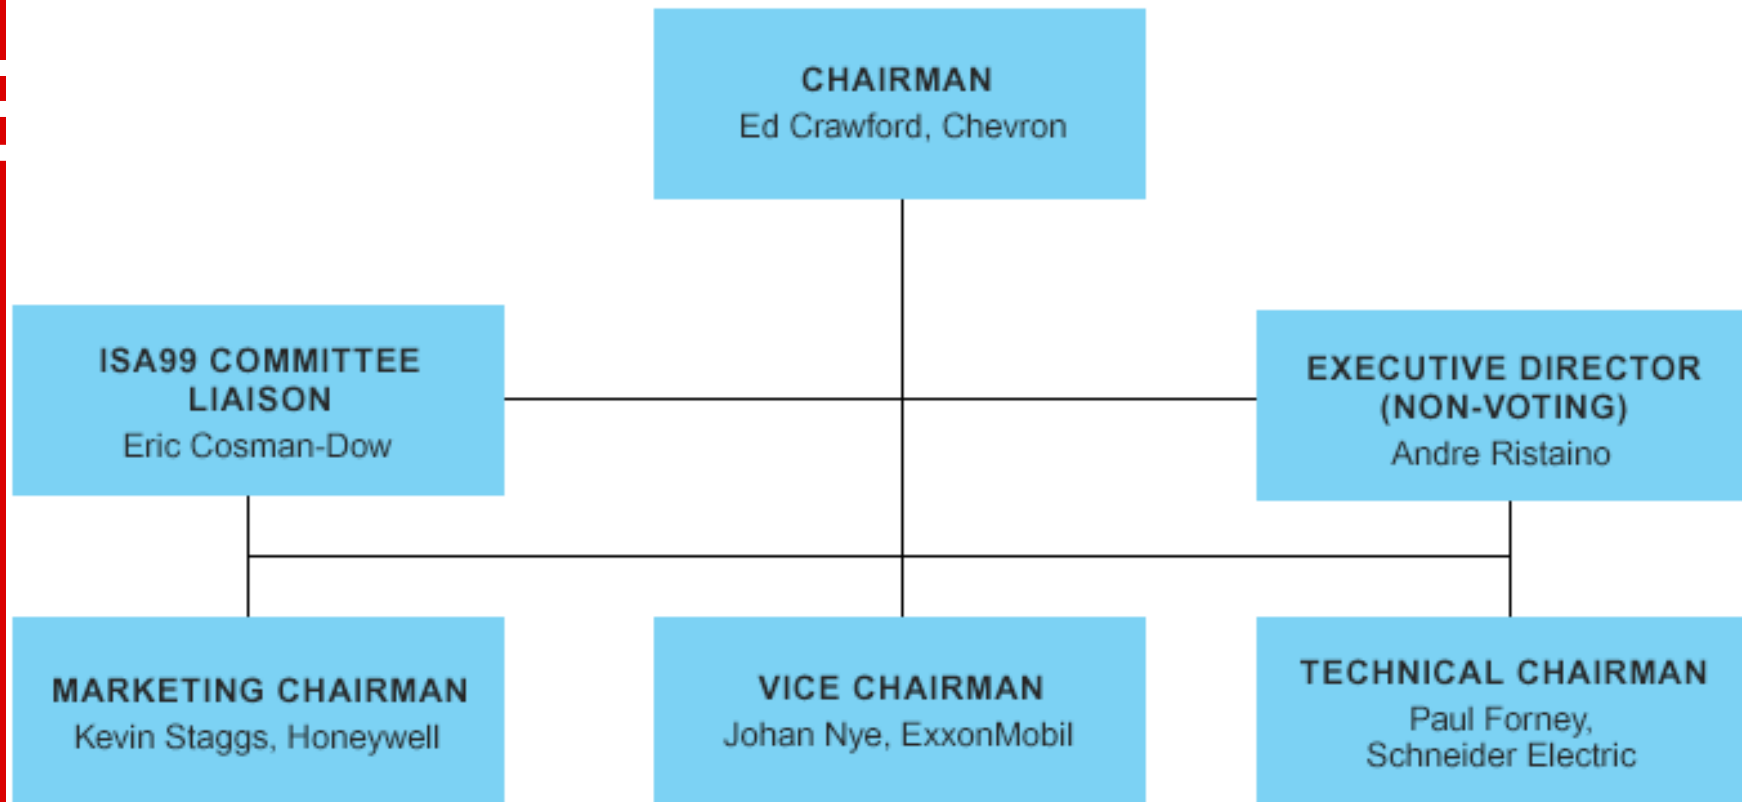 CHAIRMAN
Ed Crawford, Chevron
ISA99 COMMITTEE
LIAISON
Eric Cosman-Dow
EXECUTIVE DIRECTOR
(NON-VOTING)
Andre Ristaino
MARKETING CHAIRMAN
Kevin Staggs, Honeywell
VICE CHAIRMAN
Johan Nye, ExxonMobil
TECHNICAL CHAIRMAN
Paul Forney,
Schneider Electric